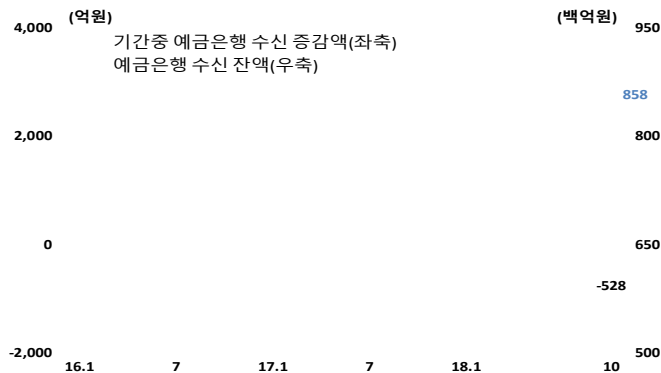 (억원) (백억원)
4,000 950
기간중 예금은행 수신 증감액(좌축)
예금은행 수신 잔액(우축)
858
2,000 800
0 650
-528
-2,000 500
16.1 7 17.1 7 18.1 10